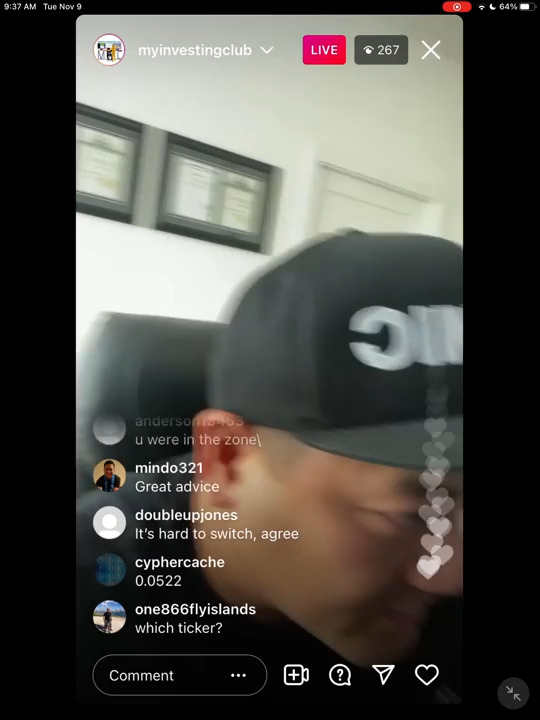 9:37 AM Tue Nov 9
64%
myinvestingclub
LIVE
267
u were in the zone\
mindo321
Great advice
doubleupjones
It's hard to switch, agree
cyphercache
0.0522
one866flyislands
which ticker?
Comment